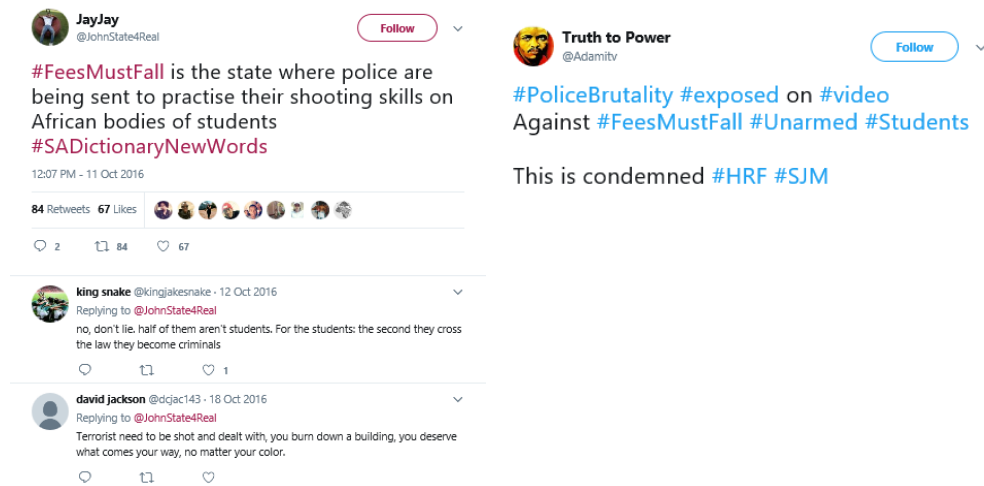 JayJay
@JohnState4Real
Follow
#FeesMustFall is the state where police are
being sent to practise their shooting skills on
African bodies of students
#SADictionaryNewWords
12:07 PM - 11 Oct 2016
84 Retweets 67 Likes
2 84 67
king snake @kingjakesnake · 12 Oct 2016
Replying to @JohnState4Real
no, don't lie. half of them aren't students. For the students: the second they cross
the law they become criminals
1
david jackson @dcjac143 · 18 Oct 2016
Replying to @JohnState4Real
Terrorist need to be shot and dealt with, you burn down a building, you deserve
what comes your way, no matter your color.
Truth to Power
@Adamitv
Follow
#PoliceBrutality #exposed on #video
Against #FeesMustFall #Unarmed #Students
This is condemned #HRF #SJM